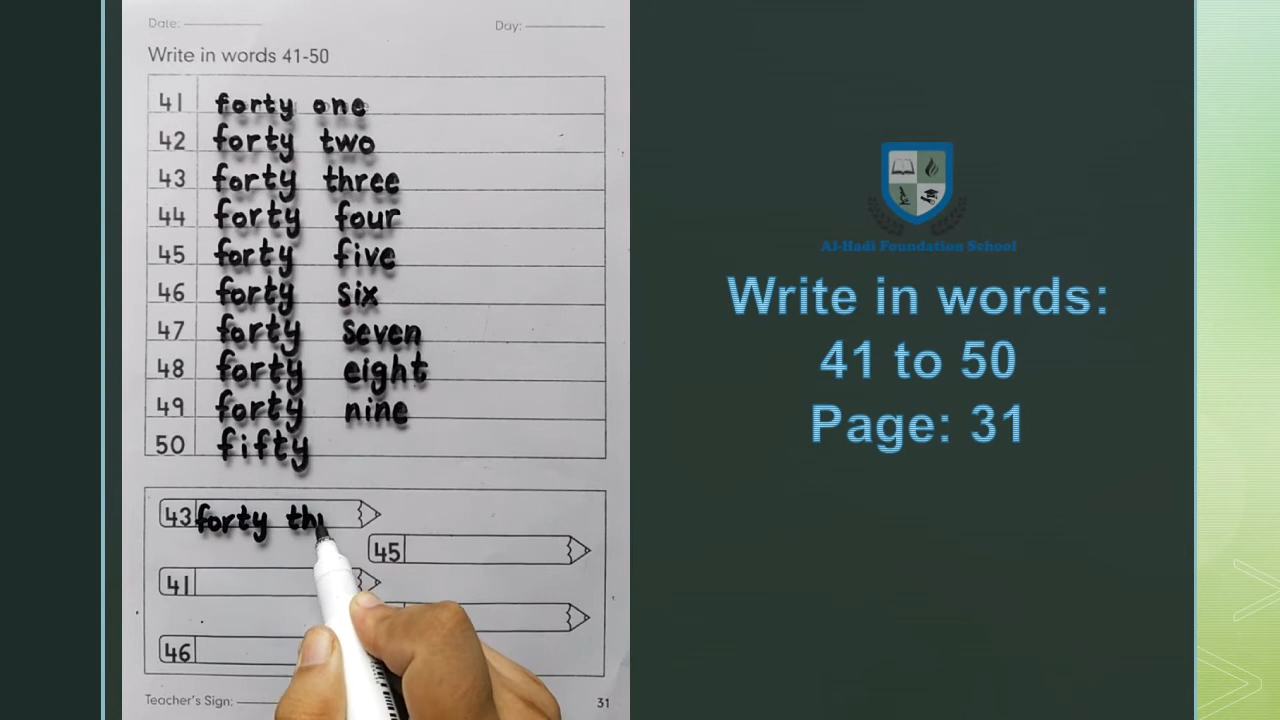 Date:
Day:
Write in words 41-50
41 forty one
42 forty two
43 forty three
44 forty four
45 forty five
46 forty six
47 forty seven
48 forty eight
49 forty nine
50 fifty
43 forty
45
41
46
Teacher's Sign:
31
Al-Hadi Foundation School
Write in words:
41 to 50
Page: 31